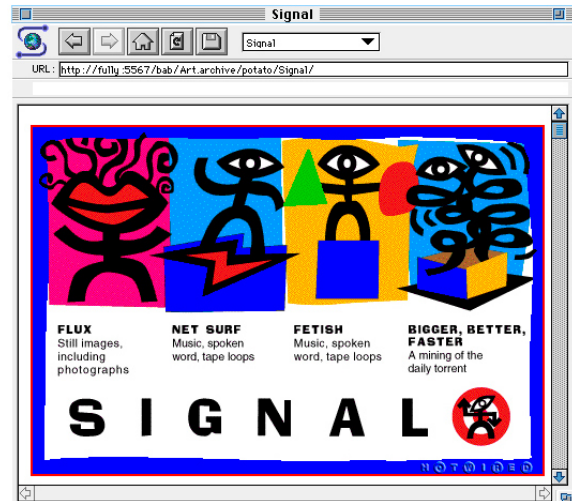 Signal
Signal
URL: http://fully:5567/bab/Art.archive/potato/Signal/
FLUX
Still images,
including
photographs
NET SURF
Music, spoken
word, tape loops
FETISH
Music, spoken
word, tape loops
BIGGER, BETTER,
FASTER
A mining of the
daily torrent
SIGNAL
HOTWIRED